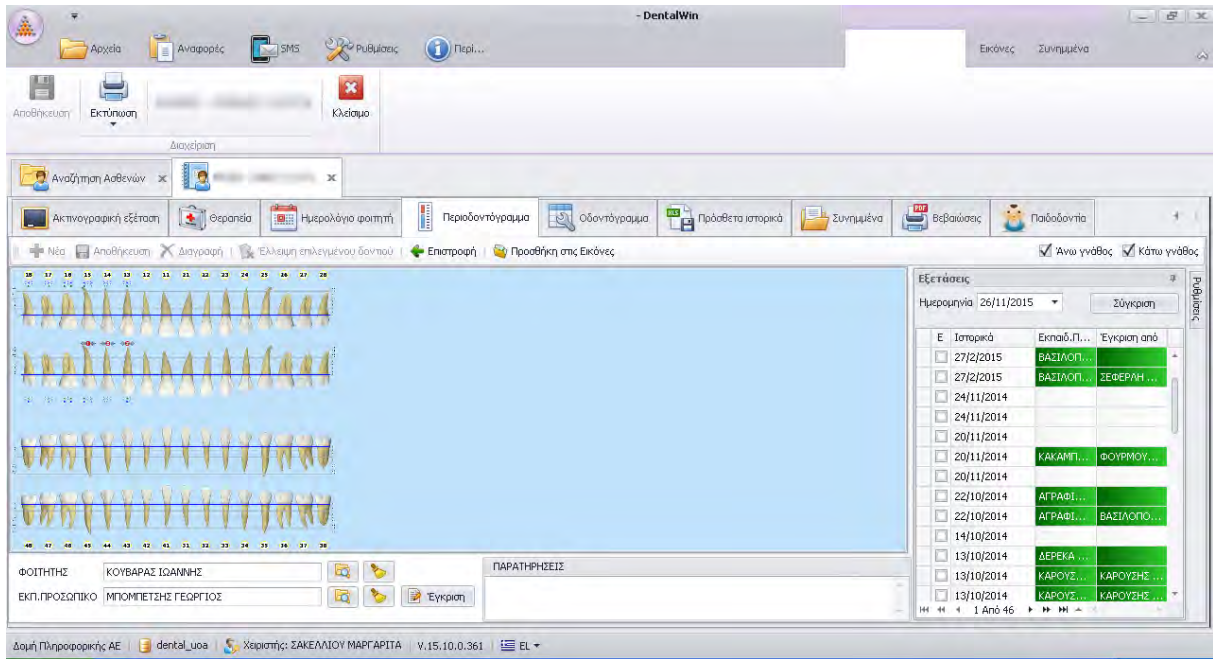 - DentalWin
Αρχεία Αναφορές SMS Ρυθμίσεις Περί... Εικόνες Συνημμένα
Αποθήκευση Εκτύπωση Κλείσιμο
Διαχείριση
Αναζήτηση Ασθενών
Ακτινογραφική εξέταση Θεραπεία Ημερολόγιο φοιτητή Περιοδοντόγραμμα Οδοντόγραμμα Πρόσθετα ιστορικά Συνημμένα Βεβαιώσεις Παιδοδοντία
Νέα Αποθήκευση Διαγραφή Έλλειψη επιλεγμένου δοντιού Επιστροφή Προσθήκη στις Εικόνες Άνω γνάθος Κάτω γνάθος
18 17 16 15 14 13 12 11 21 22 23 24 25 26 27 28
48 47 46 45 44 43 42 41 31 32 33 34 35 36 37 38
Εξετάσεις
Ρυθμίσεις
Ημερομηνία 26/11/2015 Σύγκριση
Ε Ιστορικά Εκπαιδ.Π... Έγκριση από
27/2/2015 ΒΑΣΙΛΟΠ...
27/2/2015 ΒΑΣΙΛΟΠ... ΣΕΦΕΡΛΗ ...
24/11/2014
24/11/2014
20/11/2014
20/11/2014 ΚΑΚΑΜΠ... ΦΟΥΡΜΟΥ...
20/11/2014
22/10/2014 ΑΓΡΑΦΙ...
22/10/2014 ΑΓΡΑΦΙ... ΒΑΣΙΛΟΠΟ...
14/10/2014
13/10/2014 ΔΕΡΕΚΑ ...
13/10/2014 ΚΑΡΟΥΣ... ΚΑΡΟΥΣΗΣ ...
13/10/2014 ΚΑΡΟΥΣ... ΚΑΡΟΥΣΗΣ ...
1 Από 46
ΦΟΙΤΗΤΗΣ ΚΟΥΒΑΡΑΣ ΙΩΑΝΝΗΣ
ΕΚΠ.ΠΡΟΣΩΠΙΚΟ ΜΠΟΜΠΕΤΣΗΣ ΓΕΩΡΓΙΟΣ Έγκριση
ΠΑΡΑΤΗΡΗΣΕΙΣ
Δομή Πληροφορικής ΑΕ dental_uoa Χειριστής: ΣΑΚΕΛΛΙΟΥ ΜΑΡΓΑΡΙΤΑ V.15.10.0.361 EL